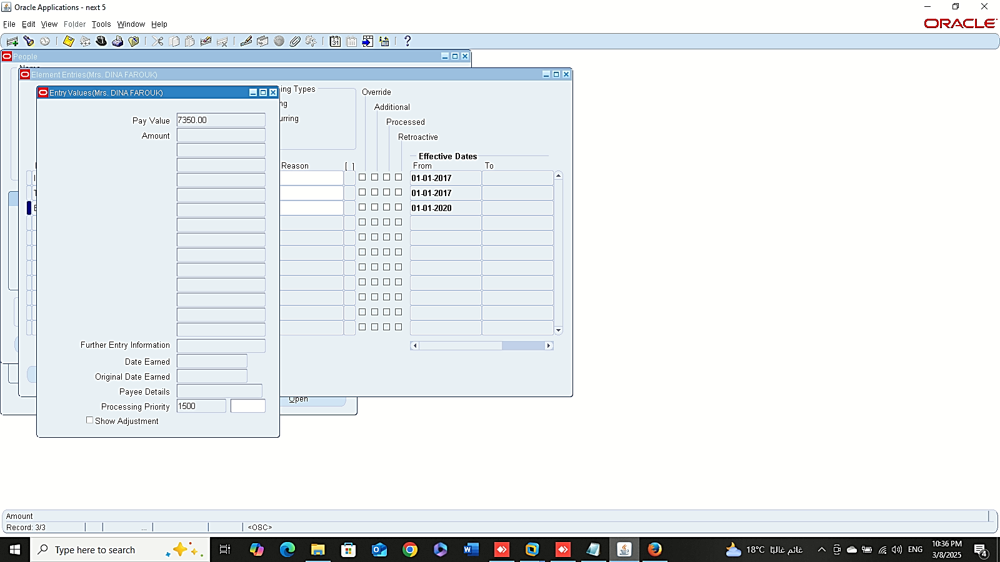 Oracle Applications - next 5
File Edit View Folder Tools Window Help
ORACLE
People
Element Entries(Mrs. DINA FAROUK)
Entry Values(Mrs. DINA FAROUK)
ing Types
Override
Additional
Processed
Retroactive
Pay Value 7350.00
Amount
Effective Dates
Reason [ ] From To
01-01-2017
01-01-2017
01-01-2020
Further Entry Information
Date Earned
Original Date Earned
Payee Details
Processing Priority 1500
Show Adjustment
Open
Amount
Record: 3/3 ... <OSC>
Type here to search
18°C غائم غالبًا
ENG
10:36 PM
3/8/2025
4